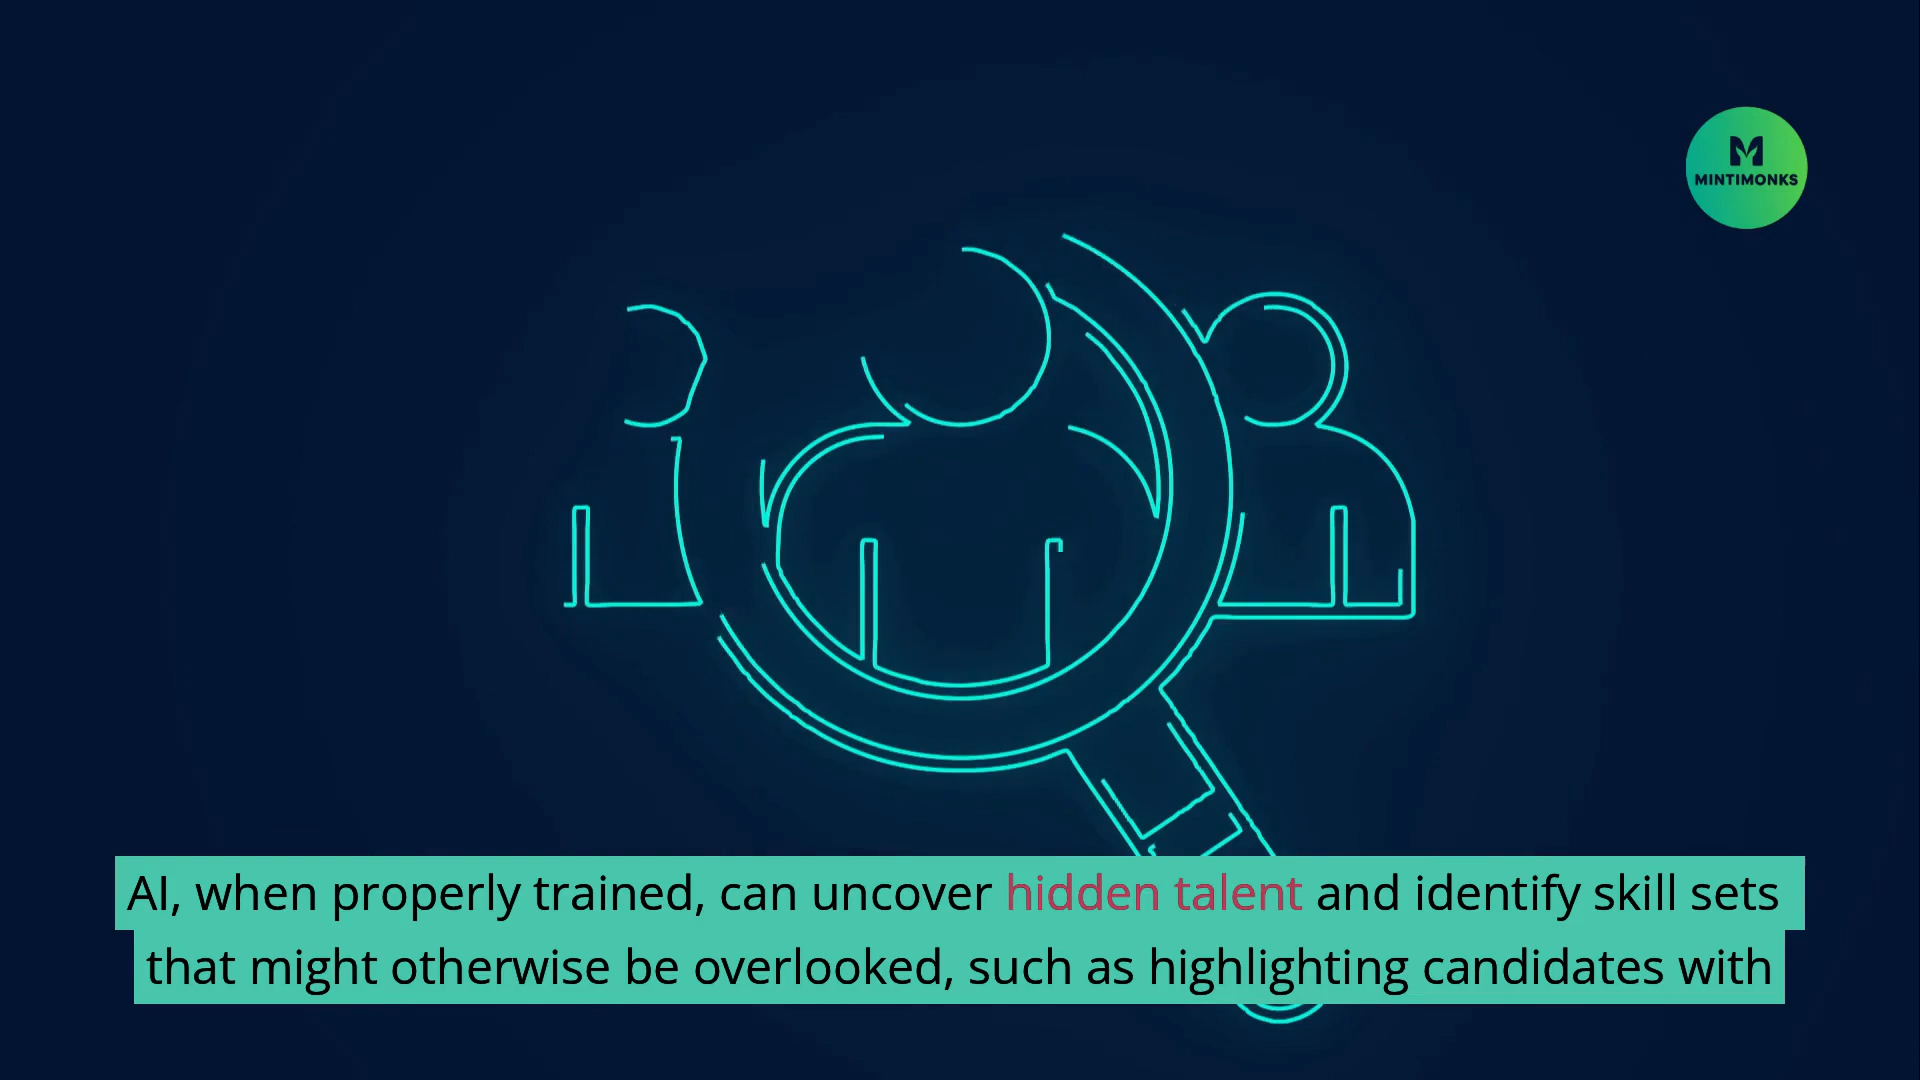 M
MINTIMONKS
AI, when properly trained, can uncover hidden talent and identify skill sets
that might otherwise be overlooked, such as highlighting candidates with